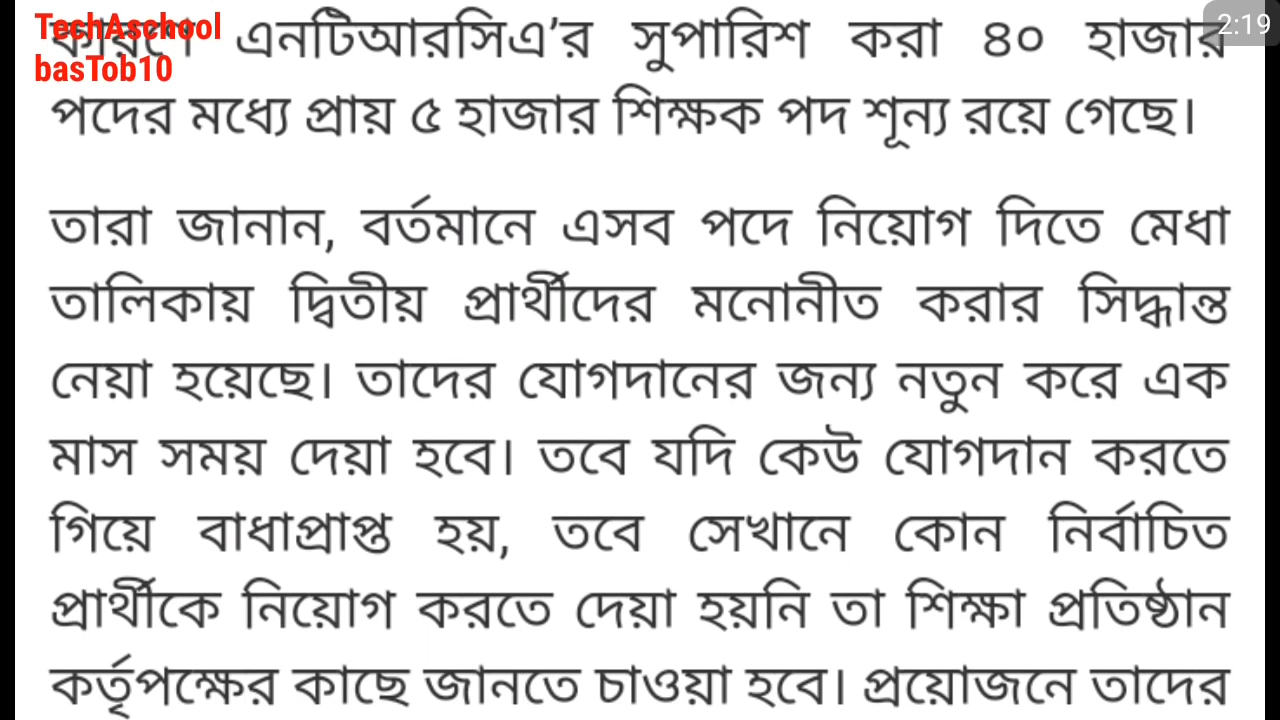 TechAschool
basTob10
2:19
কারণে এনটিআরসিএ’র সুপারিশ করা ৪০ হাজার
পদের মধ্যে প্রায় ৫ হাজার শিক্ষক পদ শূন্য রয়ে গেছে।
তারা জানান, বর্তমানে এসব পদে নিয়োগ দিতে মেধা
তালিকায় দ্বিতীয় প্রার্থীদের মনোনীত করার সিদ্ধান্ত
নেয়া হয়েছে। তাদের যোগদানের জন্য নতুন করে এক
মাস সময় দেয়া হবে। তবে যদি কেউ যোগদান করতে
গিয়ে বাধাপ্রাপ্ত হয়, তবে সেখানে কোন নির্বাচিত
প্রার্থীকে নিয়োগ করতে দেয়া হয়নি তা শিক্ষা প্রতিষ্ঠান
কর্তৃপক্ষের কাছে জানতে চাওয়া হবে। প্রয়োজনে তাদের